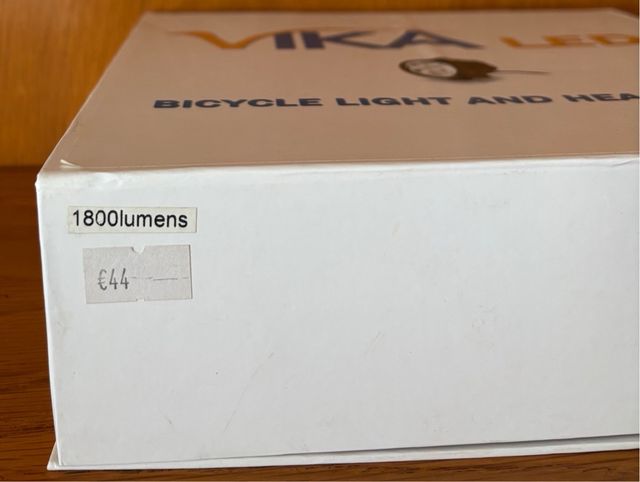 VIKA LED
BICYCLE LIGHT AND HEA
1800lumens
€44